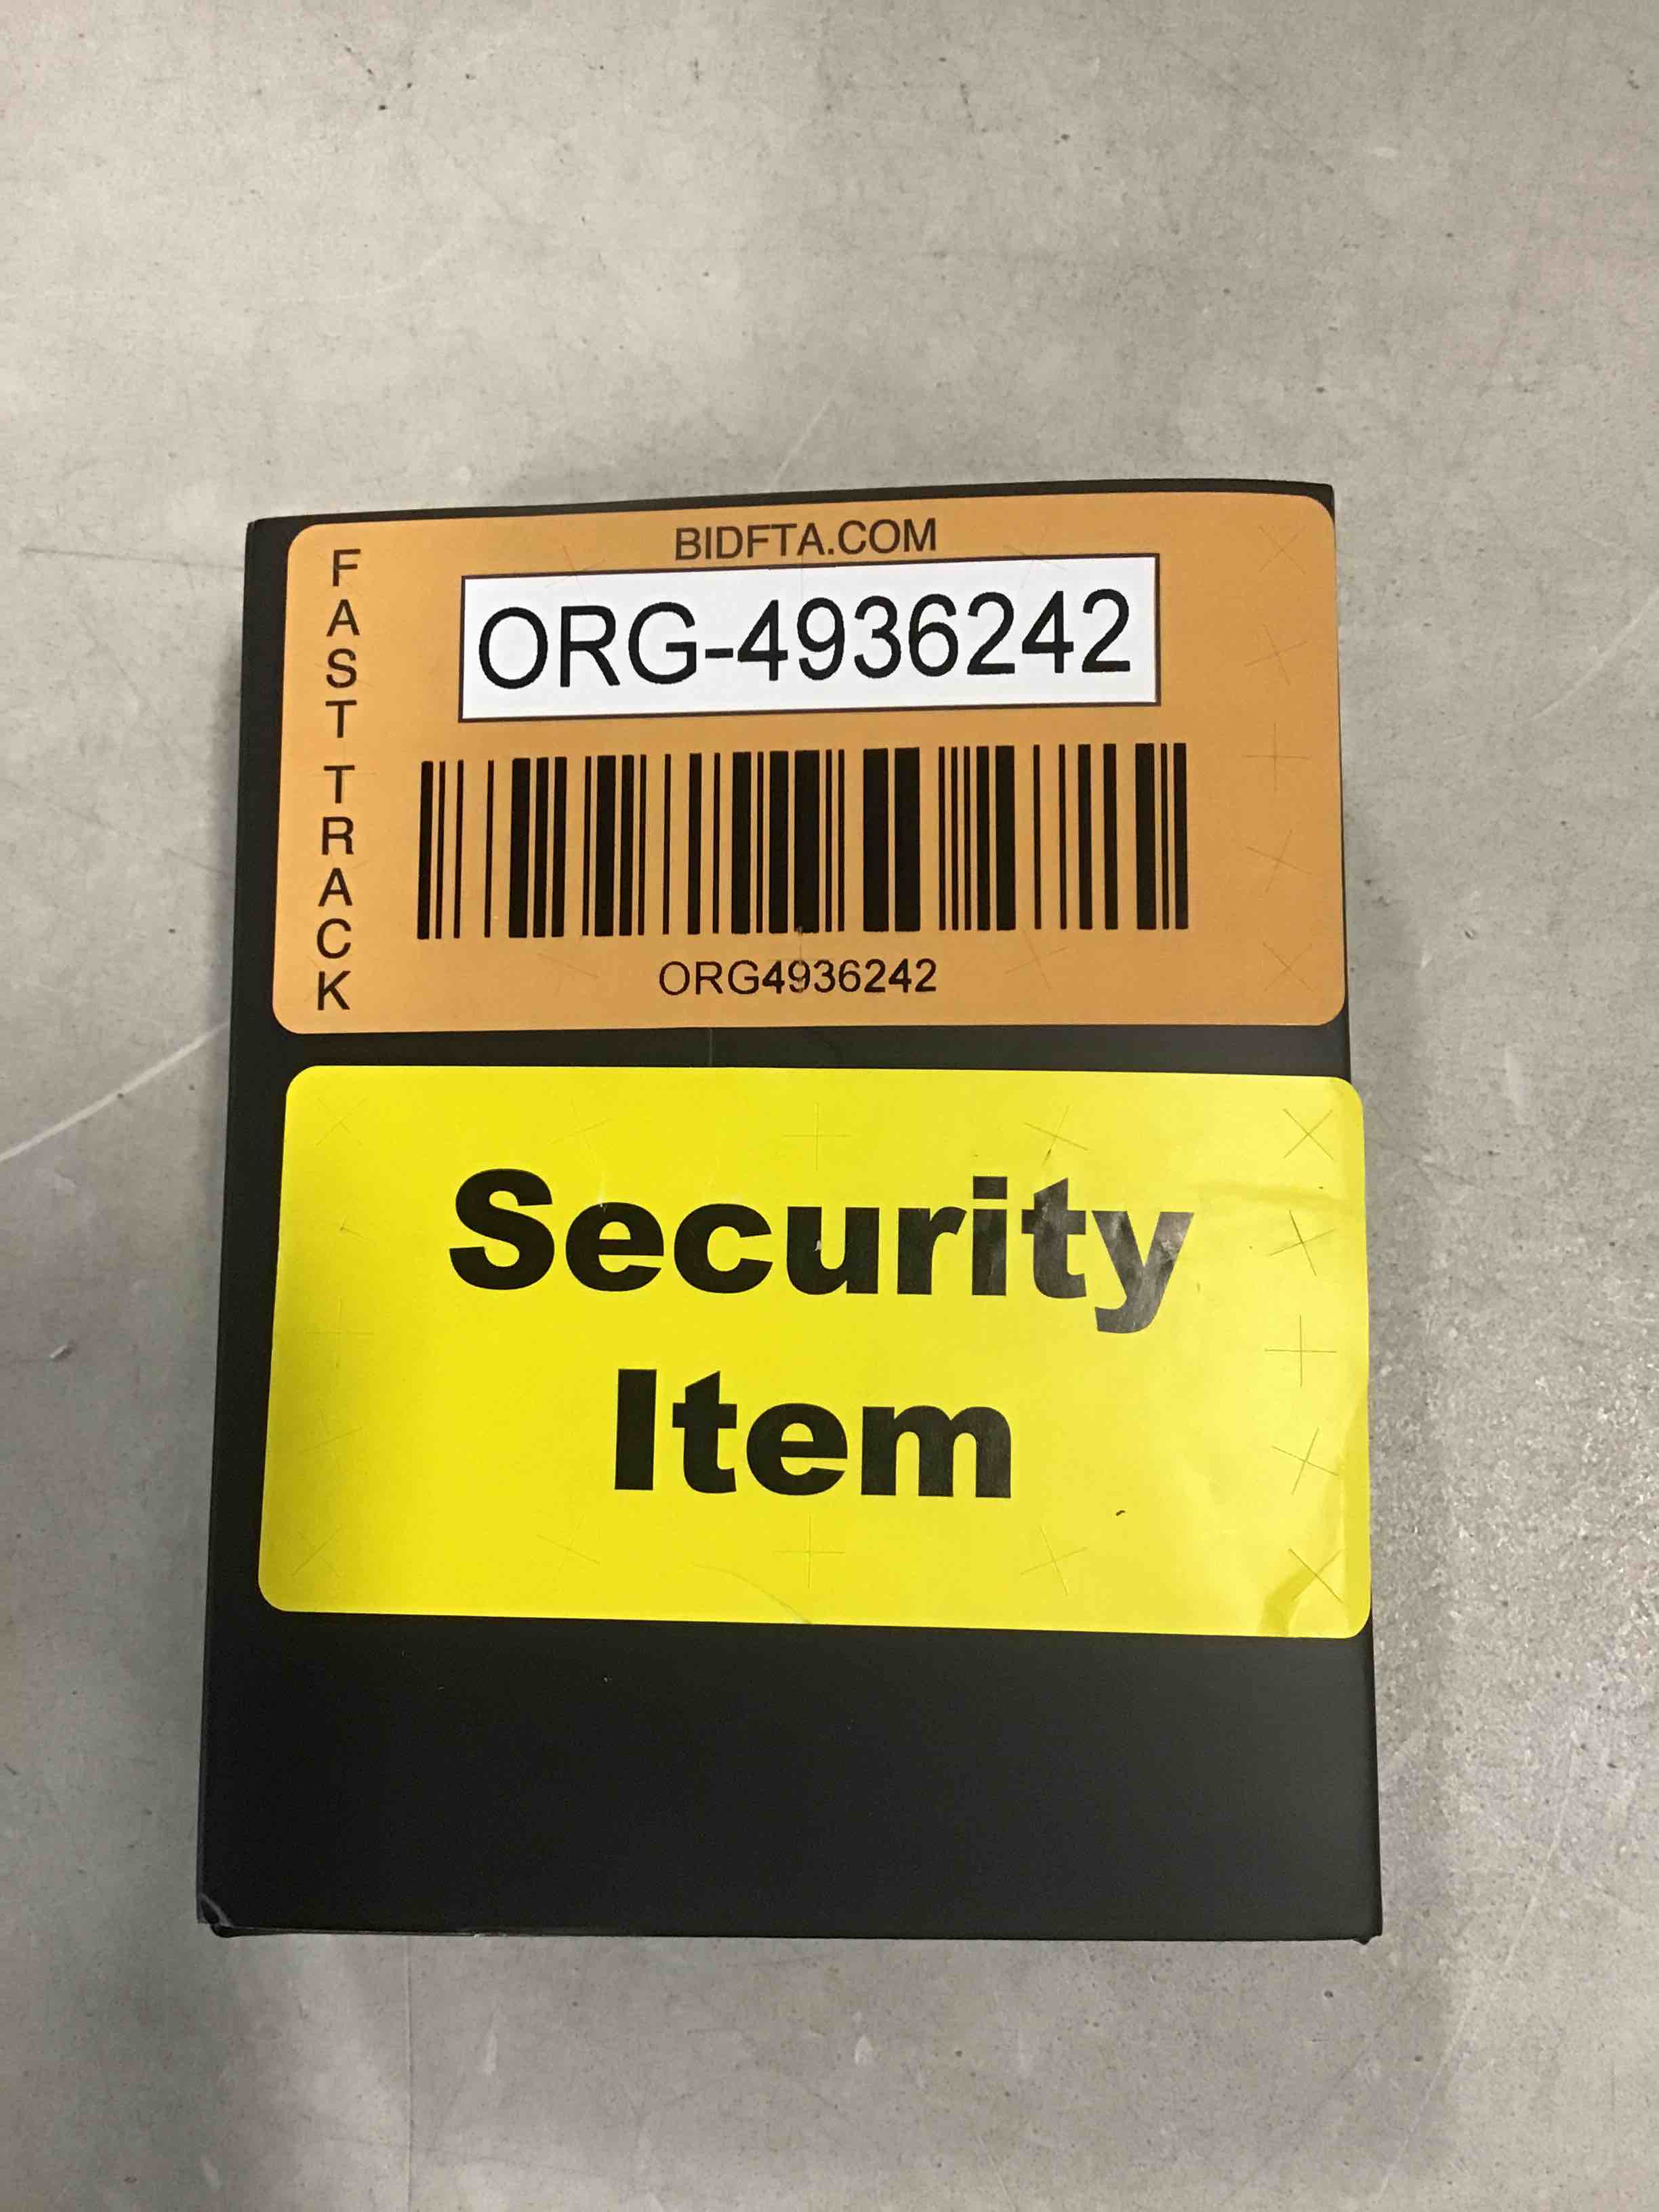 BIDFTA.COM
FAST TRACK
ORG-4936242
ORG4936242
Security
Item